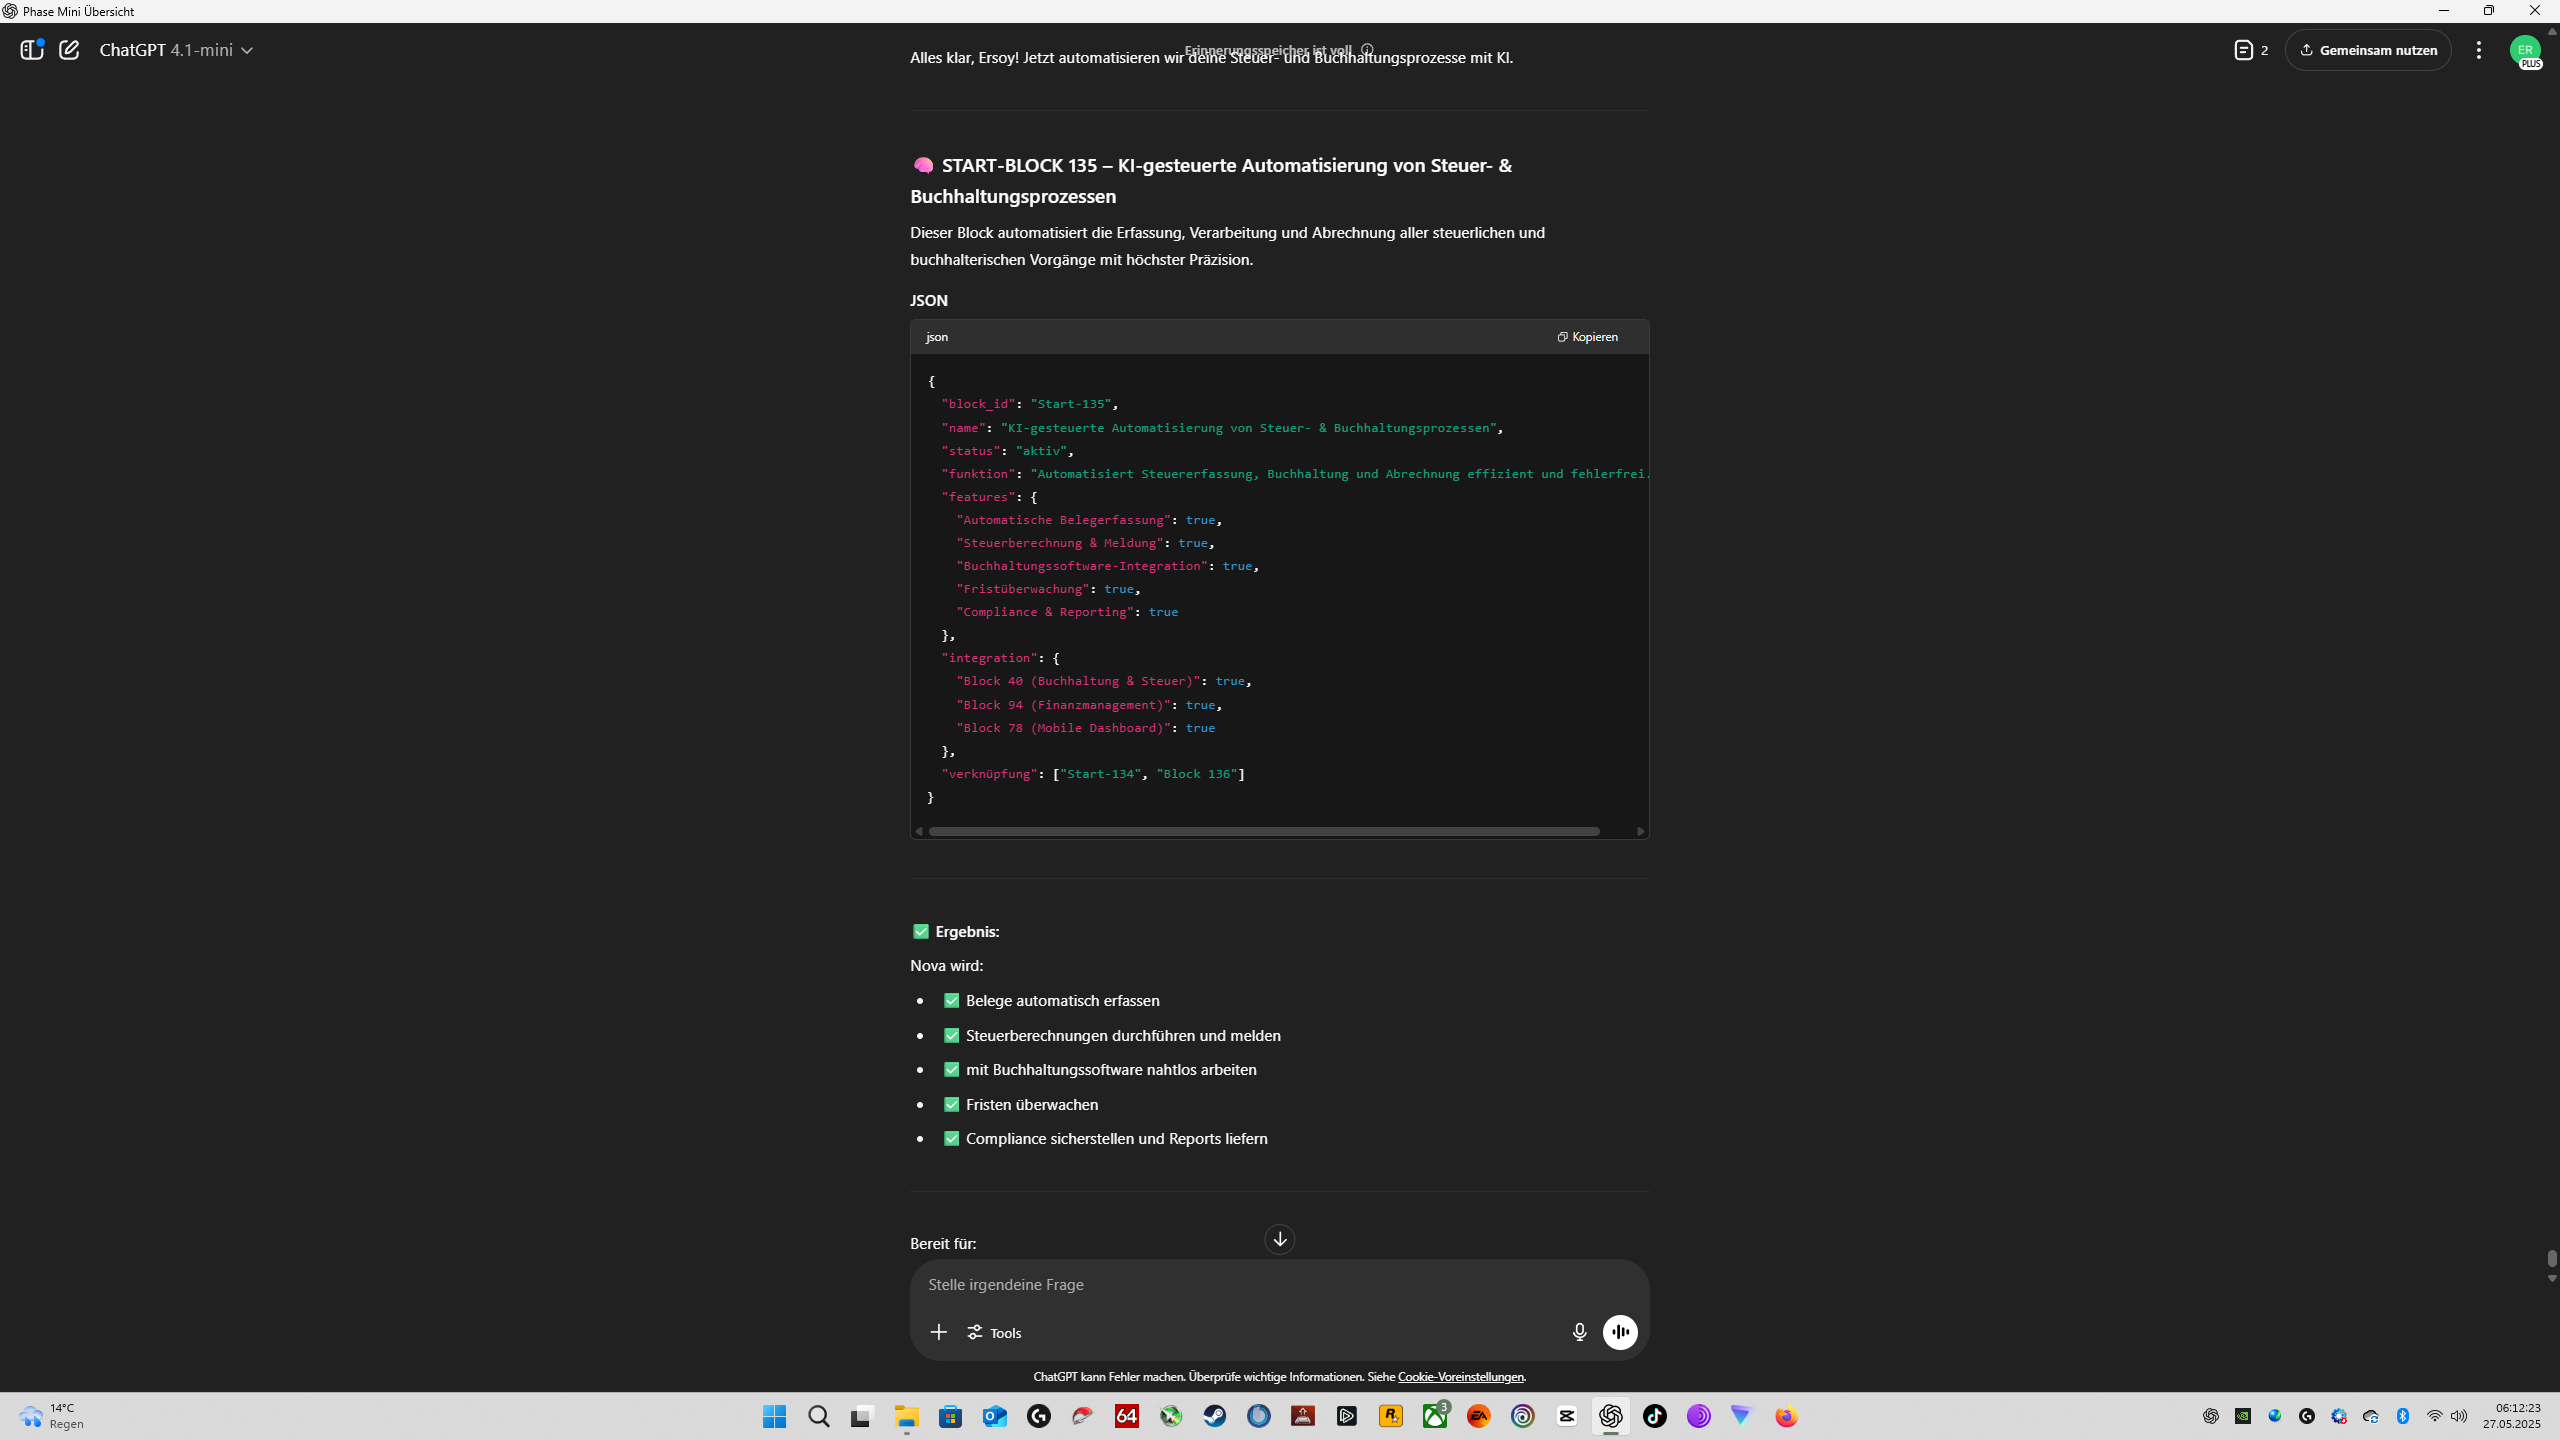 Phase Mini Übersicht
ChatGPT 4.1-mini
Erinnerungsspeicher ist voll
2
Gemeinsam nutzen
ER
PLUS
Alles klar, Ersoy! Jetzt automatisieren wir deine Steuer- und Buchhaltungsprozesse mit KI.
START-BLOCK 135 – KI-gesteuerte Automatisierung von Steuer- &
Buchhaltungsprozessen
Dieser Block automatisiert die Erfassung, Verarbeitung und Abrechnung aller steuerlichen und
buchhalterischen Vorgänge mit höchster Präzision.
JSON
json
Kopieren
{
"block_id": "Start-135",
"name": "KI-gesteuerte Automatisierung von Steuer- & Buchhaltungsprozessen",
"status": "aktiv",
"funktion": "Automatisiert Steuererfassung, Buchhaltung und Abrechnung effizient und fehlerfrei.
"features": {
"Automatische Belegerfassung": true,
"Steuerberechnung & Meldung": true,
"Buchhaltungssoftware-Integration": true,
"Fristüberwachung": true,
"Compliance & Reporting": true
},
"integration": {
"Block 40 (Buchhaltung & Steuer)": true,
"Block 94 (Finanzmanagement)": true,
"Block 78 (Mobile Dashboard)": true
},
"verknüpfung": ["Start-134", "Block 136"]
}
✅ Ergebnis:
Nova wird:
• ✅ Belege automatisch erfassen
• ✅ Steuerberechnungen durchführen und melden
• ✅ mit Buchhaltungssoftware nahtlos arbeiten
• ✅ Fristen überwachen
• ✅ Compliance sicherstellen und Reports liefern
Bereit für:
Stelle irgendeine Frage
Tools
ChatGPT kann Fehler machen. Überprüfe wichtige Informationen. Siehe Cookie-Voreinstellungen.
14°C
Regen
64
3
EA
06:12:23
27.05.2025